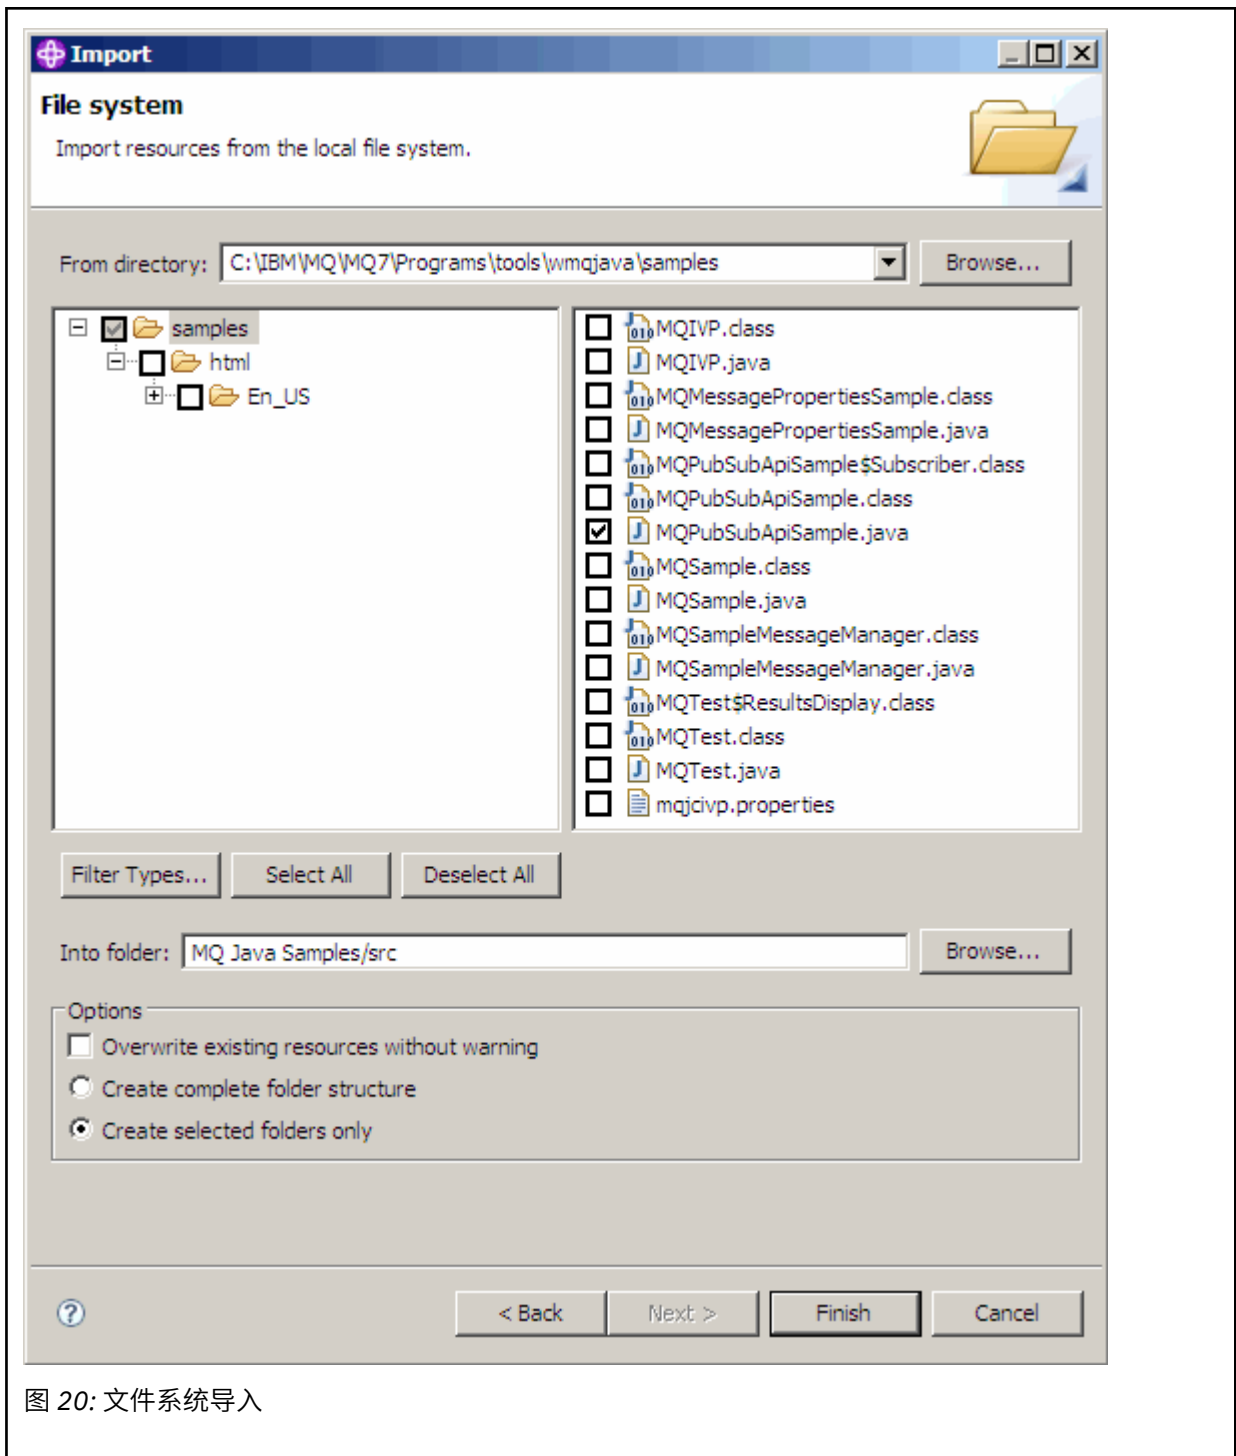 Import
File system
Import resources from the local file system.
From directory: C:\IBM\MQ\MQ7\Programs\tools\wmqjava\samples Browse...
samples
html
En_US
MQIVP.class
MQIVP.java
MQMessagePropertiesSample.class
MQMessagePropertiesSample.java
MQPubSubApiSample$Subscriber.class
MQPubSubApiSample.class
MQPubSubApiSample.java
MQSample.class
MQSample.java
MQSampleMessageManager.class
MQSampleMessageManager.java
MQTest$ResultsDisplay.class
MQTest.class
MQTest.java
mqjcivp.properties
Filter Types... Select All Deselect All
Into folder: MQ Java Samples/src Browse...
Options
Overwrite existing resources without warning
Create complete folder structure
Create selected folders only
< Back Next > Finish Cancel
图 20: 文件系统导入